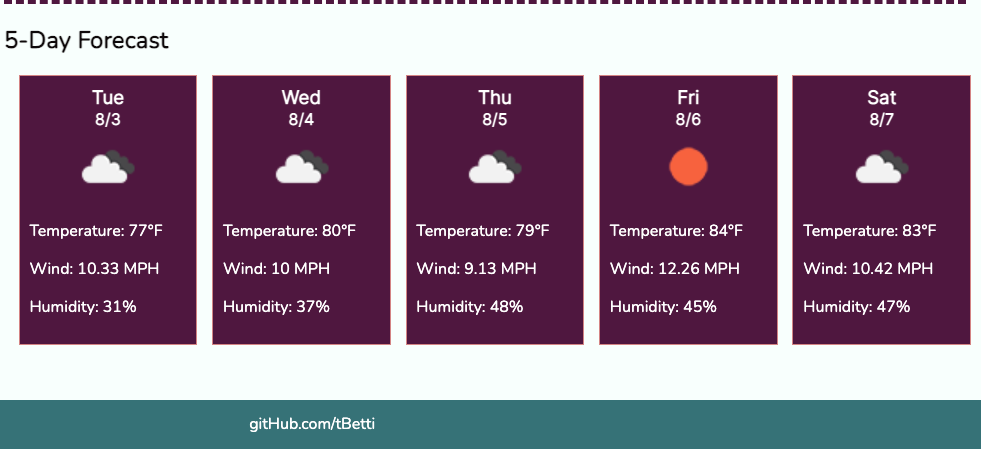 5-Day Forecast
Tue
8/3
Temperature: 77°F
Wind: 10.33 MPH
Humidity: 31%
Wed
8/4
Temperature: 80°F
Wind: 10 MPH
Humidity: 37%
Thu
8/5
Temperature: 79°F
Wind: 9.13 MPH
Humidity: 48%
Fri
8/6
Temperature: 84°F
Wind: 12.26 MPH
Humidity: 45%
Sat
8/7
Temperature: 83°F
Wind: 10.42 MPH
Humidity: 47%
gitHub.com/tBetti